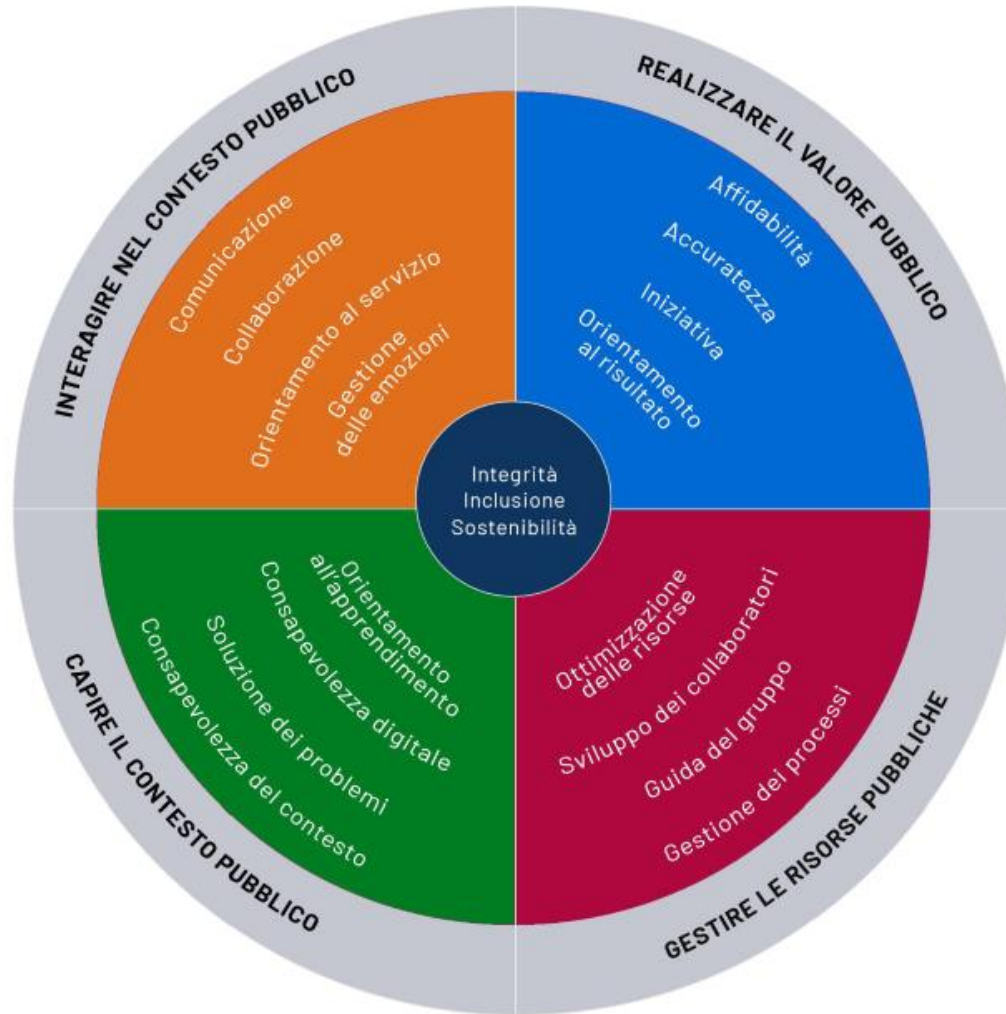 INTERAGIRE NEL CONTESTO PUBBLICO
Comunicazione
Collaborazione
Orientamento al servizio
Gestione
delle emozioni
REALIZZARE IL VALORE PUBBLICO
Affidabilità
Accuratezza
Iniziativa
Orientamento
al risultato
Integrità
Inclusione
Sostenibilità
CAPIRE IL CONTESTO PUBBLICO
Orientamento
all'apprendimento
Consapevolezza digitale
Soluzione dei problemi
Consapevolezza del contesto
GESTIRE LE RISORSE PUBBLICHE
Ottimizzazione
delle risorse
Sviluppo dei collaboratori
Guida del gruppo
Gestione dei processi